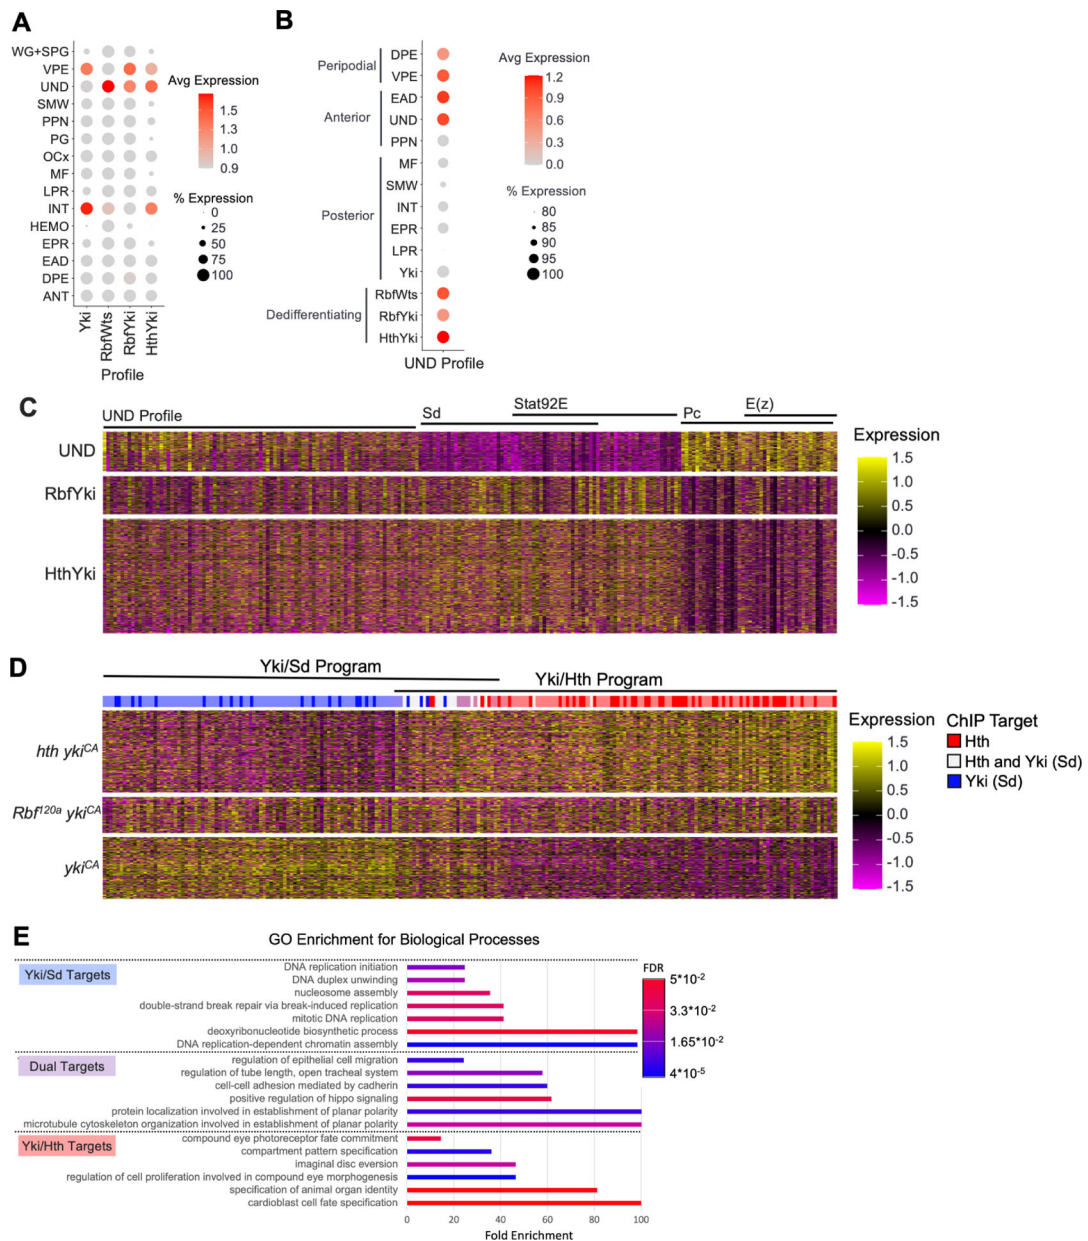 A
WG+SPG
VPE
UND
SMW
PPN
PG
OCx
MF
LPR
INT
HEMO
EPR
EAD
DPE
ANT
Yki
RbfWts
RbfYki
HthYki
Profile
Avg Expression
1.5
1.3
1.0
0.9
% Expression
0
25
50
75
100
B
Peripodial
Anterior
Posterior
Dedifferentiating
DPE
VPE
EAD
UND
PPN
MF
SMW
INT
EPR
LPR
Yki
RbfWts
RbfYki
HthYki
UND Profile
Avg Expression
1.2
0.9
0.6
0.3
0.0
% Expression
80
85
90
95
100
C
UND Profile
Sd
Stat92E
Pc
E(z)
UND
RbfYki
HthYki
Expression
1.5
1.0
0.5
0.0
-0.5
-1.0
-1.5
D
Yki/Sd Program
Yki/Hth Program
hth yki^CA
Rbf^120a yki^CA
yki^CA
Expression
1.5
1.0
0.5
0.0
-0.5
-1.0
-1.5
ChIP Target
Hth
Hth and Yki (Sd)
Yki (Sd)
E
GO Enrichment for Biological Processes
Yki/Sd Targets
DNA replication initiation
DNA duplex unwinding
nucleosome assembly
double-strand break repair via break-induced replication
mitotic DNA replication
deoxyribonucleotide biosynthetic process
DNA replication-dependent chromatin assembly
Dual Targets
regulation of epithelial cell migration
regulation of tube length, open tracheal system
cell-cell adhesion mediated by cadherin
positive regulation of hippo signaling
protein localization involved in establishment of planar polarity
microtubule cytoskeleton organization involved in establishment of planar polarity
Yki/Hth Targets
compound eye photoreceptor fate commitment
compartment pattern specification
imaginal disc eversion
regulation of cell proliferation involved in compound eye morphogenesis
specification of animal organ identity
cardioblast cell fate specification
0 20 40 60 80 100
Fold Enrichment
FDR
5*10^-2
3.3*10^-2
1.65*10^-2
4*10^-5